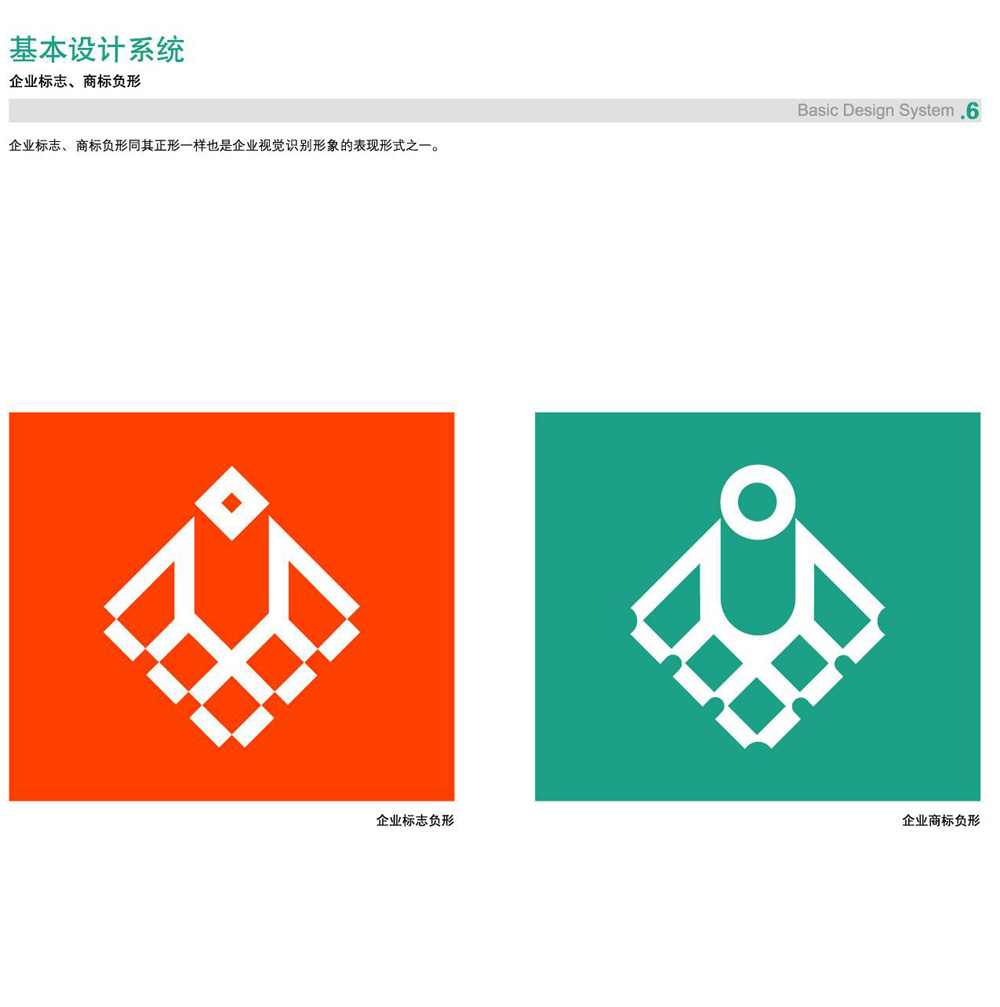 基本设计系统
企业标志、商标负形
Basic Design System .6
企业标志、商标负形同其正形一样也是企业视觉识别形象的表现形式之一。
企业标志负形
企业商标负形